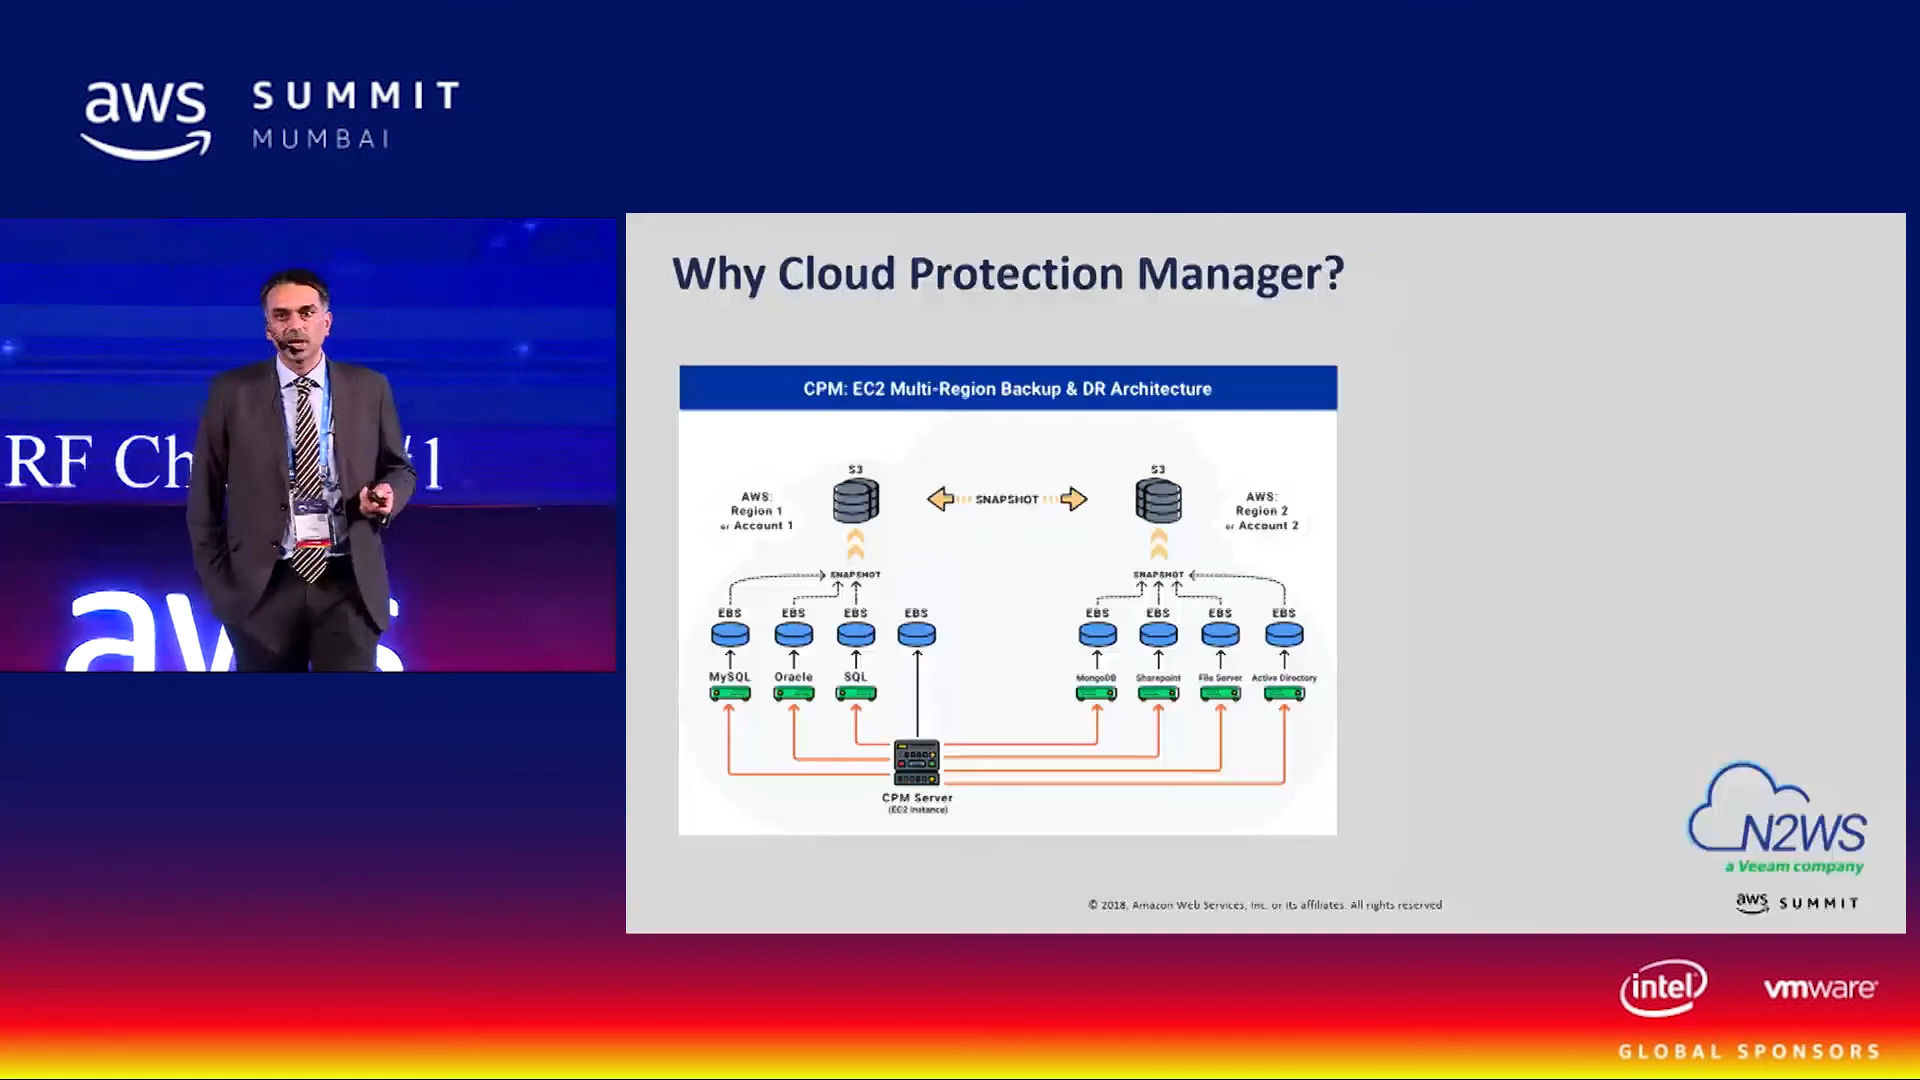 aws SUMMIT
MUMBAI
RF Ch #1
aws
Why Cloud Protection Manager?
CPM: EC2 Multi-Region Backup & DR Architecture
S3
S3
AWS:
Region 1
or Account 1
SNAPSHOT
AWS:
Region 2
or Account 2
SNAPSHOT
SNAPSHOT
EBS EBS EBS EBS
EBS EBS EBS EBS
MySQL Oracle SQL
MongoDB Sharepoint File Server Active Directory
CPM Server
(EC2 Instance)
N2WS
a Veeam company
© 2018, Amazon Web Services, Inc. or its affiliates. All rights reserved
aws SUMMIT
intel vmware
GLOBAL SPONSORS